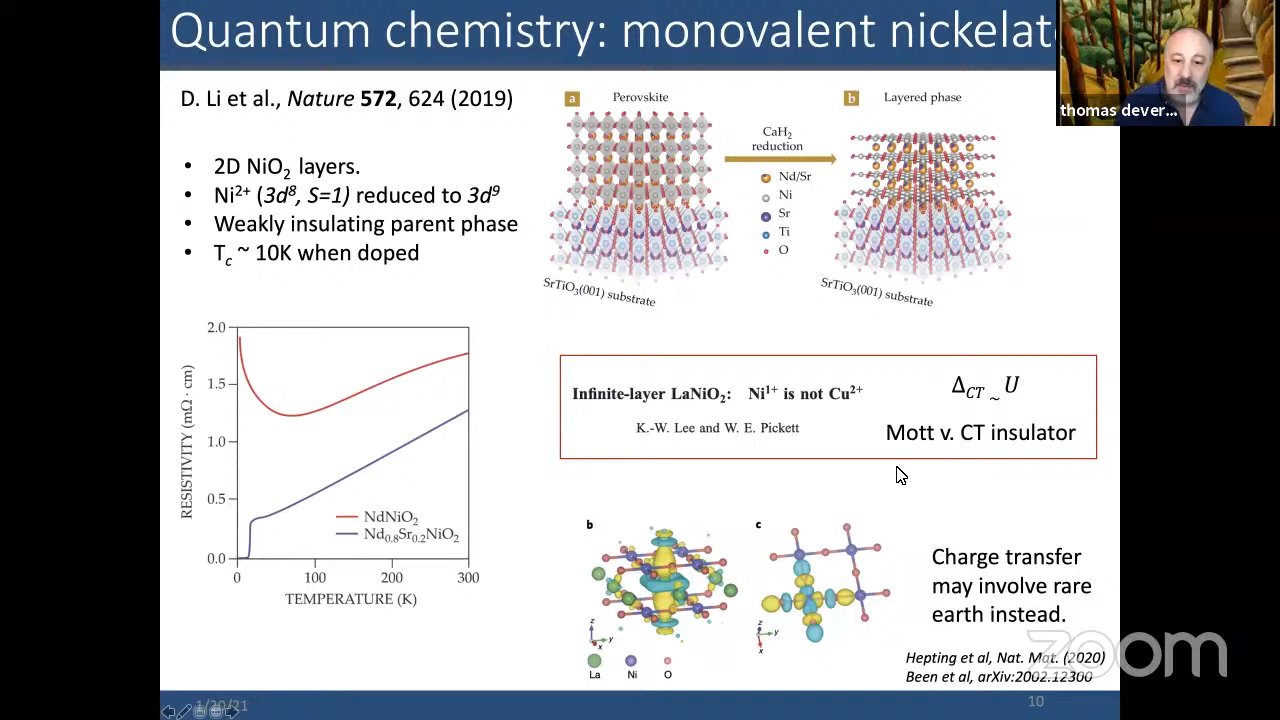 Quantum chemistry: monovalent nickelat
thomas dever...
D. Li et al., Nature 572, 624 (2019)
• 2D NiO₂ layers.
• Ni²⁺ (3d⁸, S=1) reduced to 3d⁹
• Weakly insulating parent phase
• T_c ~ 10K when doped
a Perovskite
b Layered phase
CaH₂
reduction
Nd/Sr
Ni
Sr
Ti
O
SrTiO₃(001) substrate
SrTiO₃(001) substrate
2.0
1.5
1.0
0.5
0.0
RESISTIVITY (mΩ · cm)
NdNiO₂
Nd₀.₈Sr₀.₂NiO₂
0 100 200 300
TEMPERATURE (K)
Infinite-layer LaNiO₂: Ni¹⁺ is not Cu²⁺
K.-W. Lee and W. E. Pickett
Δ_CT ~ U
Mott v. CT insulator
b
c
z
y
x
z
y
x
La Ni O
Charge transfer
may involve rare
earth instead.
Hepting et al, Nat. Mat. (2020)
Been et al, arXiv:2002.12300
zoom
1/20/21
10